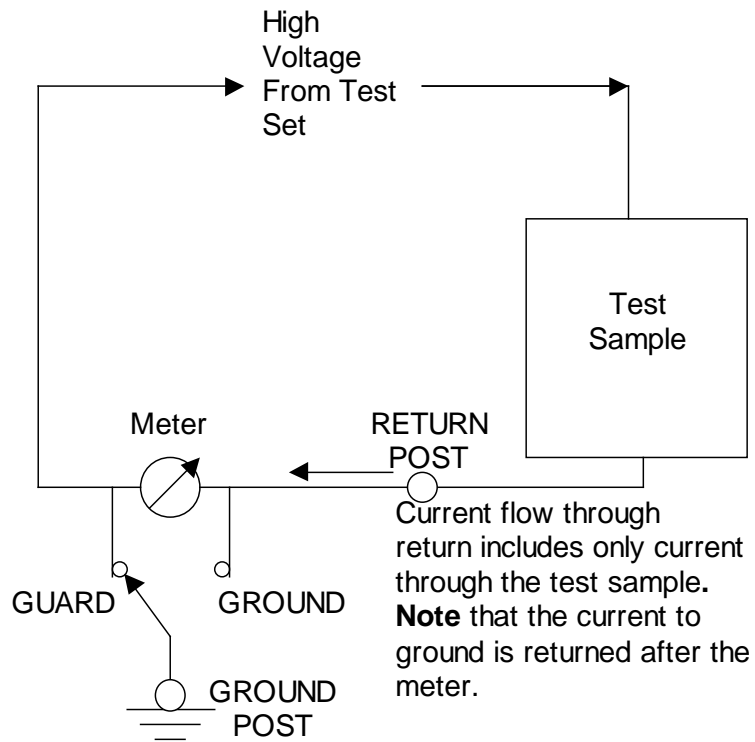 High
Voltage
From Test
Set
Test
Sample
Meter
RETURN
POST
Current flow through
return includes only current
through the test sample.
Note that the current to
ground is returned after the
meter.
GUARD
GROUND
GROUND
POST